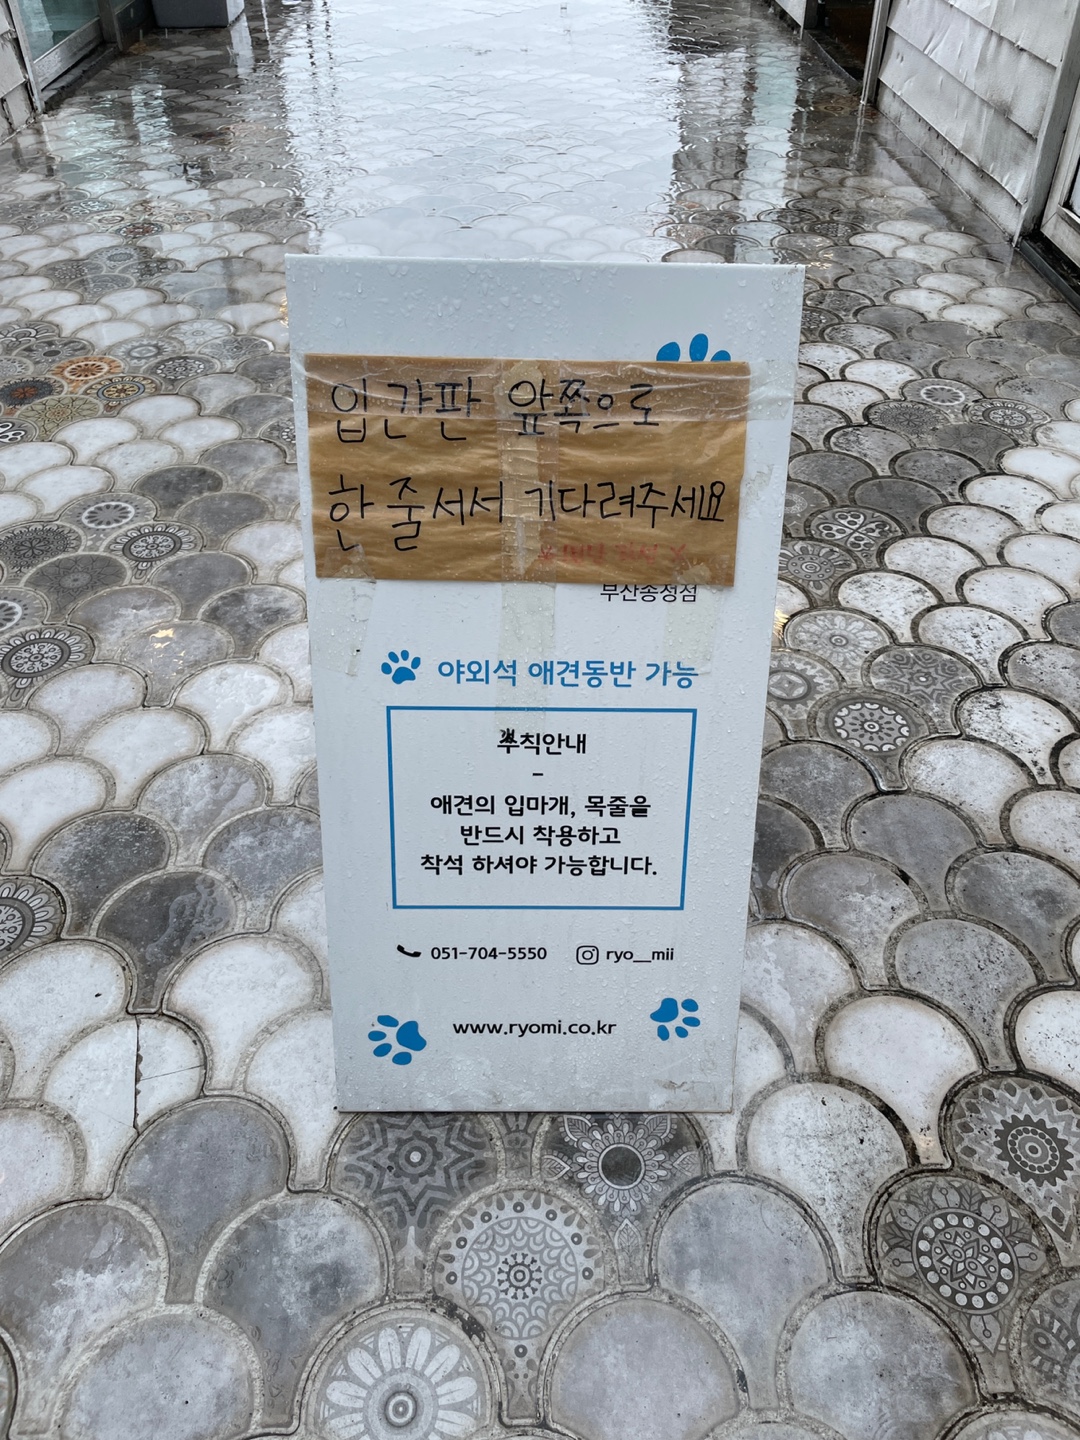 입간판 앞쪽으로
한 줄서서 기다려주세요
부산송정점
야외석 애견동반 가능
수칙안내
-
애견의 입마개, 목줄을
반드시 착용하고
착석 하셔야 가능합니다.
051-704-5550 ryo__mii
www.ryomi.co.kr